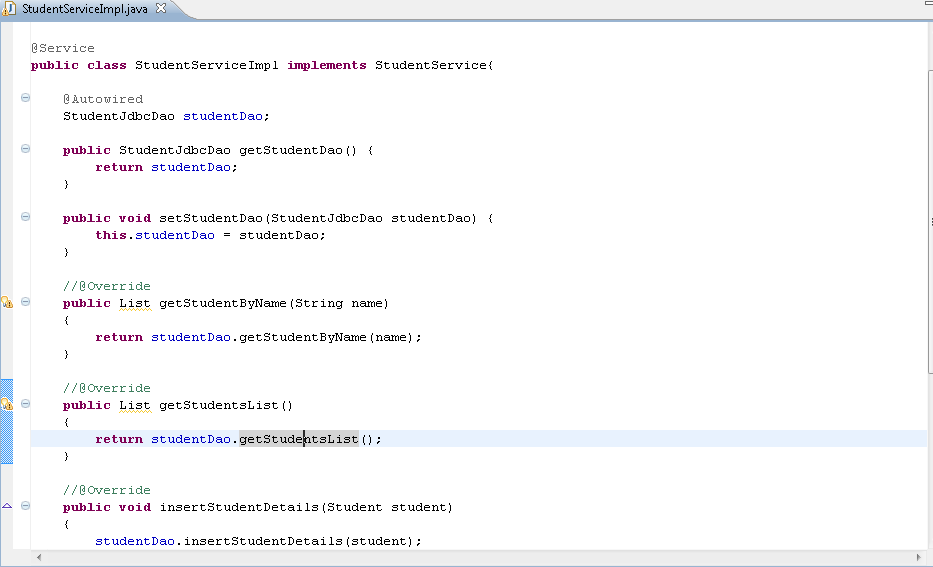 StudentServiceImpl.java
@Service
public class StudentServiceImpl implements StudentService{
@Autowired
StudentJdbcDao studentDao;
public StudentJdbcDao getStudentDao() {
return studentDao;
}
public void setStudentDao(StudentJdbcDao studentDao) {
this.studentDao = studentDao;
}
//@Override
public List getStudentByName(String name)
{
return studentDao.getStudentByName(name);
}
//@Override
public List getStudentsList()
{
return studentDao.getStudentsList();
}
//@Override
public void insertStudentDetails(Student student)
{
studentDao.insertStudentDetails(student);